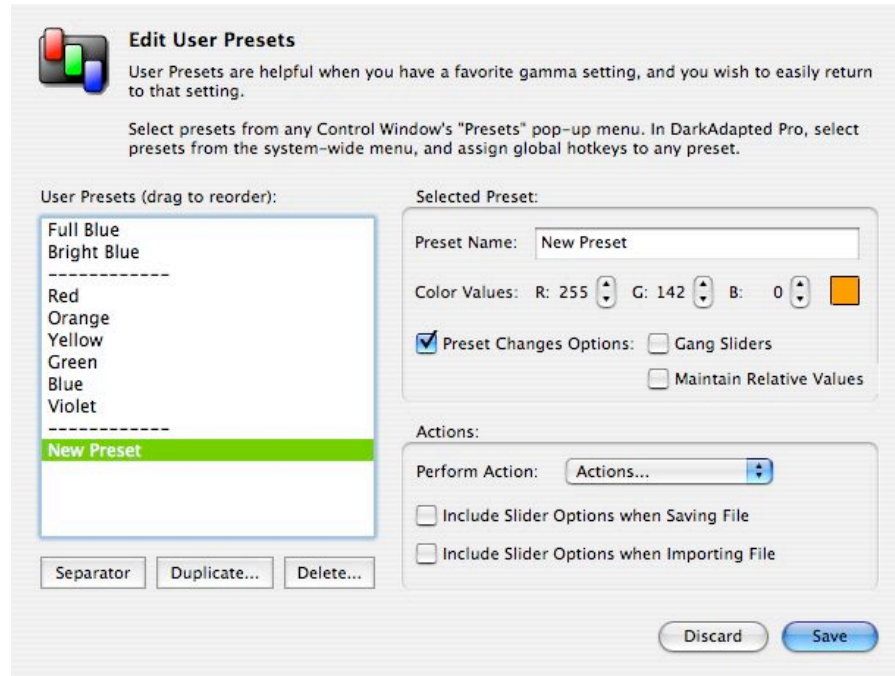 Edit User Presets
User Presets are helpful when you have a favorite gamma setting, and you wish to easily return
to that setting.
Select presets from any Control Window's "Presets" pop-up menu. In DarkAdapted Pro, select
presets from the system-wide menu, and assign global hotkeys to any preset.
User Presets (drag to reorder):
Full Blue
Bright Blue
------------
Red
Orange
Yellow
Green
Blue
Violet
------------
New Preset
Separator Duplicate... Delete...
Selected Preset:
Preset Name: New Preset
Color Values: R: 255 G: 142 B: 0
Preset Changes Options: Gang Sliders
Maintain Relative Values
Actions:
Perform Action: Actions...
Include Slider Options when Saving File
Include Slider Options when Importing File
Discard Save